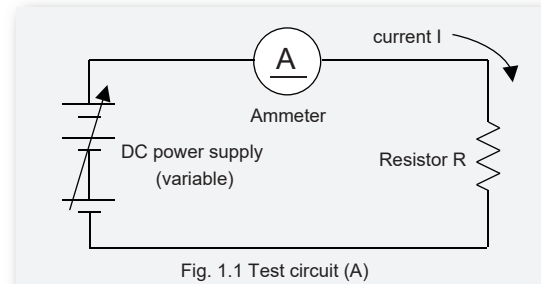 current I
A
Ammeter
DC power supply
(variable)
Resistor R
Fig. 1.1 Test circuit (A)